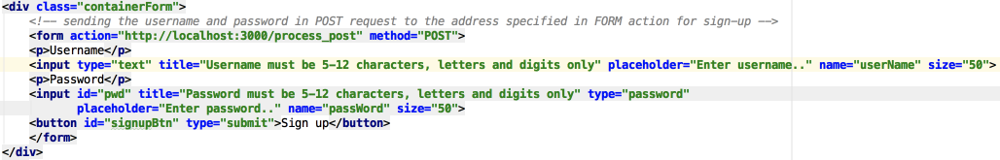 <div class="containerForm">
<!-- sending the username and password in POST request to the address specified in FORM action for sign-up -->
<form action="http://localhost:3000/process_post" method="POST">
<p>Username</p>
<input type="text" title="Username must be 5-12 characters, letters and digits only" placeholder="Enter username.." name="userName" size="50">
<p>Password</p>
<input id="pwd" title="Password must be 5-12 characters, letters and digits only" type="password"
placeholder="Enter password.." name="passWord" size="50">
<button id="signupBtn" type="submit">Sign up</button>
</form>
</div>